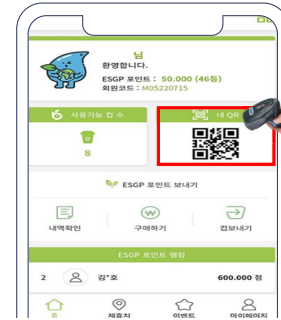 님
환영합니다.
ESGP 포인트 : 50.000 (46등)
회원코드 : M05220715
사용가능 컵 수
내 QR
8
ESGP 포인트 보내기
내역확인
구매하기
컵보내기
ESGP 포인트 랭킹
2 김*호 600.000 점
홈
제휴처
이벤트
마이페이지